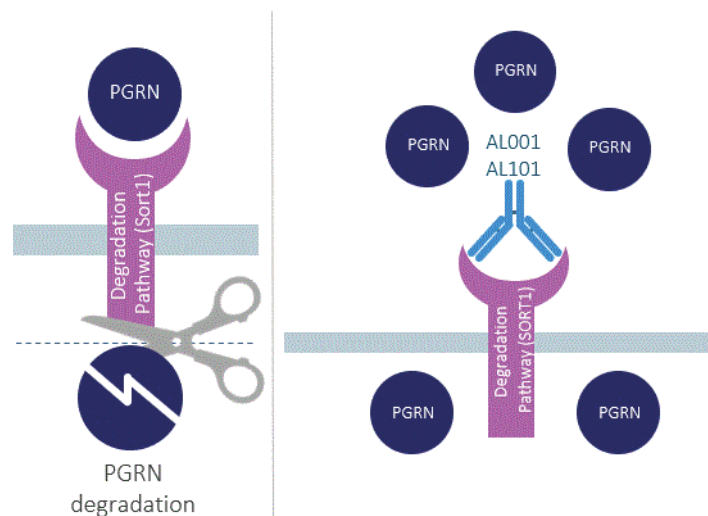 PGRN
Degradation
Pathway (Sort1)
PGRN
degradation
PGRN
PGRN
PGRN
AL001
AL101
Degradation
Pathway (SORT1)
PGRN
PGRN